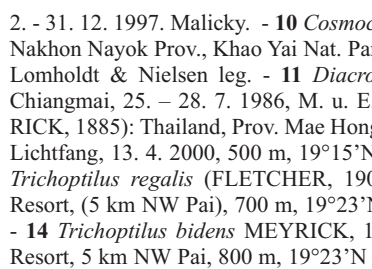 2. - 31. 12. 1997. Malicky. - 10 Cosmoc
Nakhon Nayok Prov., Khao Yai Nat. Par
Lomholdt & Nielsen leg. - 11 Diacro
Chiangmai, 25. – 28. 7. 1986, M. u. E.
RICK, 1885): Thailand, Prov. Mae Hong
Lichtfang, 13. 4. 2000, 500 m, 19°15’N
Trichoptilus regalis (FLETCHER, 190
Resort, (5 km NW Pai), 700 m, 19°23’N
- 14 Trichoptilus bidens MEYRICK, 1
Resort, 5 km NW Pai, 800 m, 19°23’N